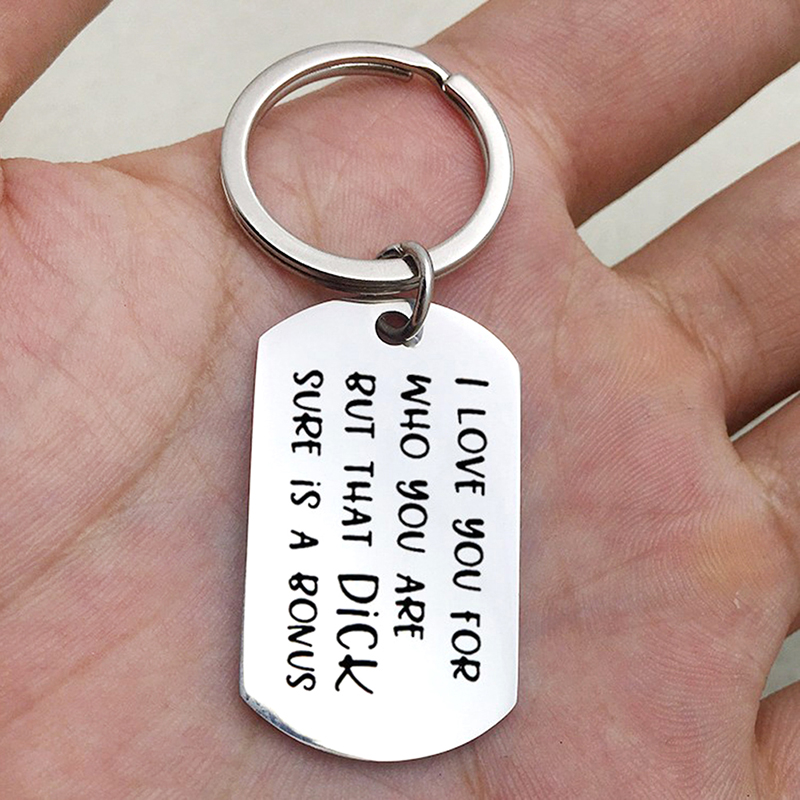 I LOVE YOU FOR
WHO YOU ARE
BUT THAT DiCK
SURE iS A BONUS